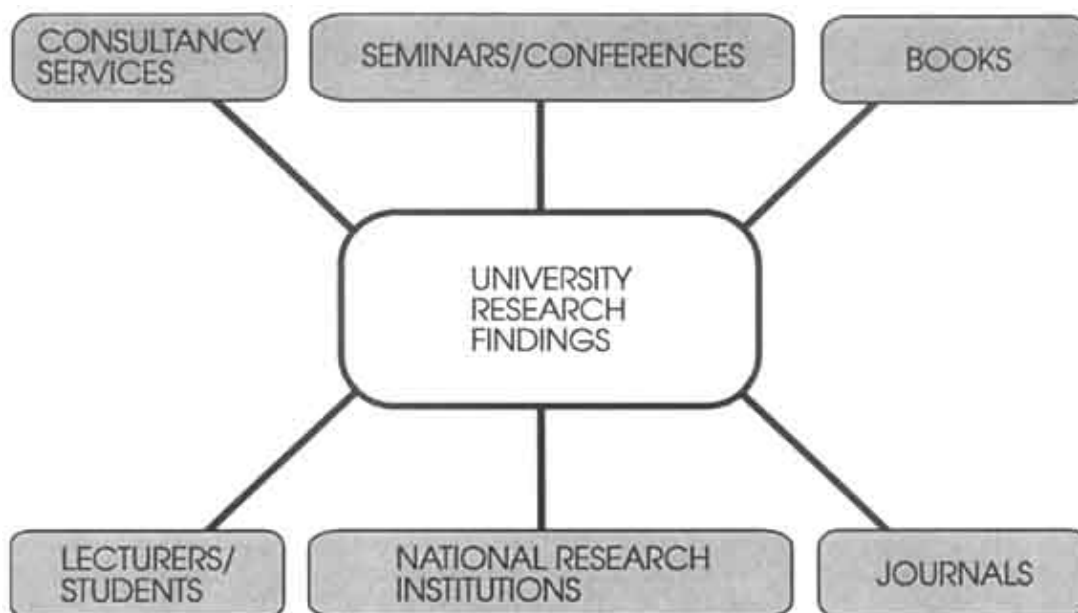 CONSULTANCY
SERVICES
SEMINARS/CONFERENCES
BOOKS
UNIVERSITY
RESEARCH
FINDINGS
LECTURERS/
STUDENTS
NATIONAL RESEARCH
INSTITUTIONS
JOURNALS